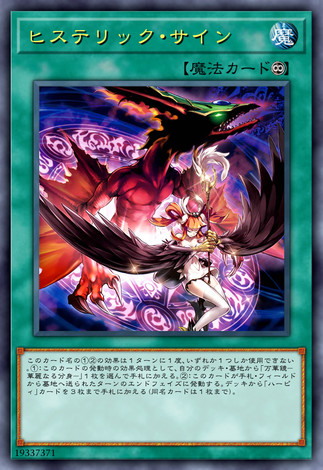 ヒステリック・サイン
魔
【魔法カード】
このカード名の①②の効果は１ターンに１度、いずれか１つしか使用できない。
①：このカードの発動時の効果処理として、自分のデッキ・墓地から「万華鏡－
華麗なる分身－」１枚を選んで手札に加える。②：このカードが手札・フィールド
から墓地へ送られたターンのエンドフェイズに発動する。デッキから「ハーピ
ィ」カードを３枚まで手札に加える（同名カードは１枚まで）。
19337371